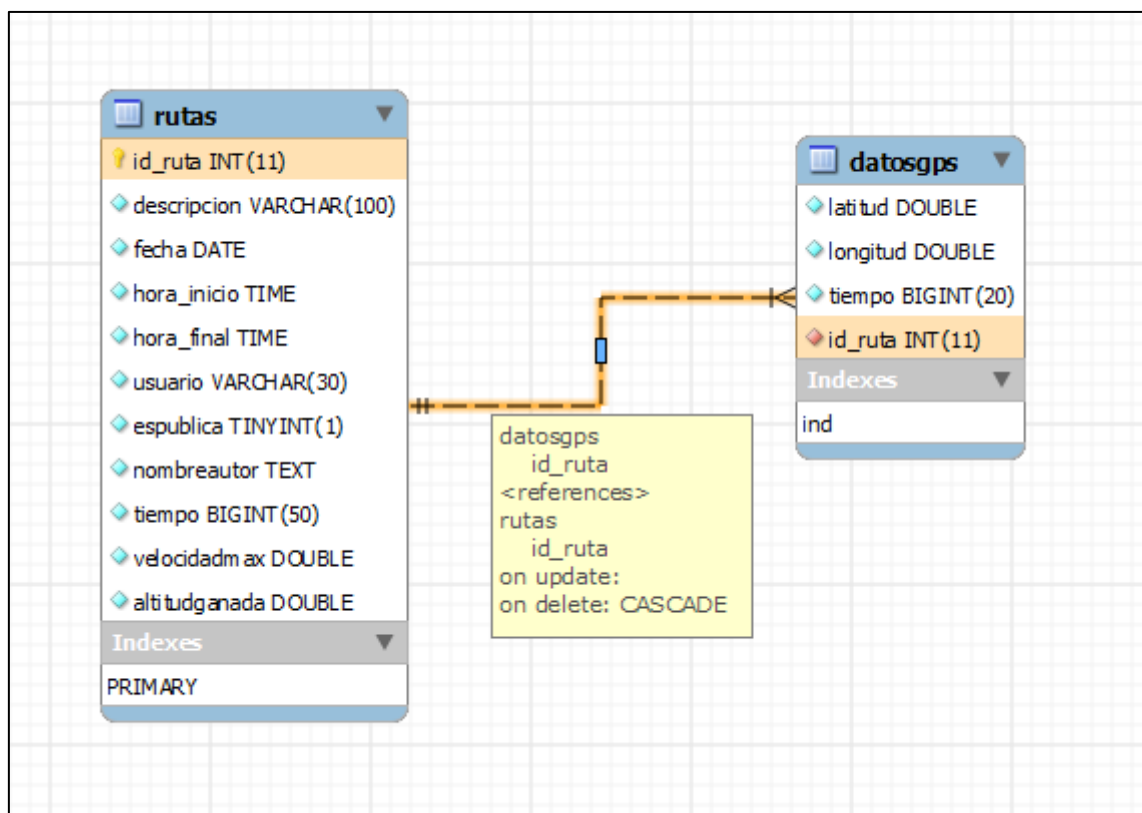 rutas
id_ruta INT(11)
descripcion VARCHAR(100)
fecha DATE
hora_inicio TIME
hora_final TIME
usuario VARCHAR(30)
espublica TINYINT(1)
nombreautor TEXT
tiempo BIGINT(50)
velocidadmax DOUBLE
altitudganada DOUBLE
Indexes
PRIMARY
datosgps
latitud DOUBLE
longitud DOUBLE
tiempo BIGINT(20)
id_ruta INT(11)
Indexes
ind
datosgps
id_ruta
<references>
rutas
id_ruta
on update:
on delete: CASCADE